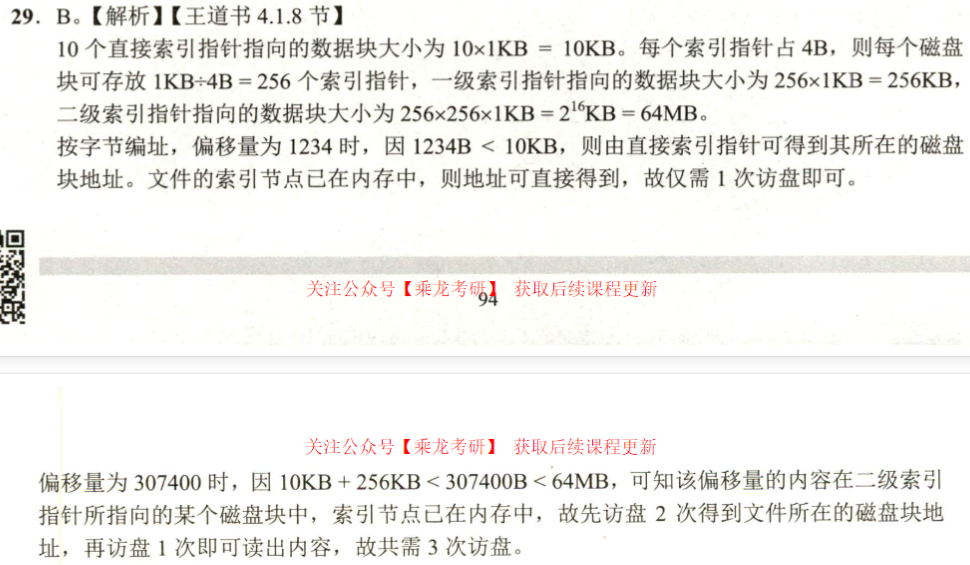 29. B。【解析】【王道书 4.1.8 节】
10 个直接索引指针指向的数据块大小为 10×1KB = 10KB。每个索引指针占 4B，则每个磁盘
块可存放 1KB÷4B = 256 个索引指针，一级索引指针指向的数据块大小为 256×1KB = 256KB，
二级索引指针指向的数据块大小为 256×256×1KB = 2¹⁶KB = 64MB。
按字节编址，偏移量为 1234 时，因 1234B < 10KB，则由直接索引指针可得到其所在的磁盘
块地址。文件的索引节点已在内存中，则地址可直接得到，故仅需 1 次访盘即可。
关注公众号【乘龙考研】 获取后续课程更新
94
关注公众号【乘龙考研】 获取后续课程更新
偏移量为 307400 时，因 10KB + 256KB < 307400B < 64MB，可知该偏移量的内容在二级索引
指针所指向的某个磁盘块中，索引节点已在内存中，故先访盘 2 次得到文件所在的磁盘块地
址，再访盘 1 次即可读出内容，故共需 3 次访盘。